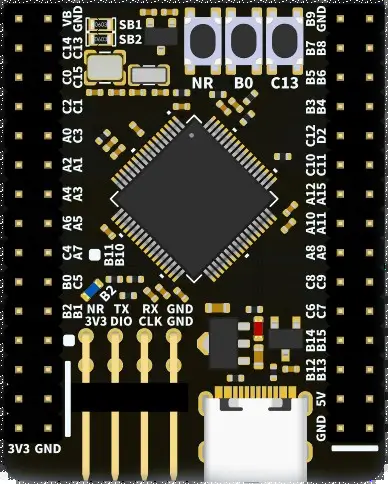 VB GND
SB1
SB2
C14 C13
C0 C15
C2 C1
A0 C3
A2 A1
A4 A3
A6 A5
C4 A7
B0 C5
B2 B1
3V3 GND
NR B0 C13
B11 B10
B2
NR TX RX GND
3V3 DIO CLK GND
B9 GND
B7 B8
B5 B6
B3 B4
C12 D2
C10 C11
A12 A15
A10 A11
A9 A8
C8 C9
C6 C7
B14 B15
B12 B13
5V
GND